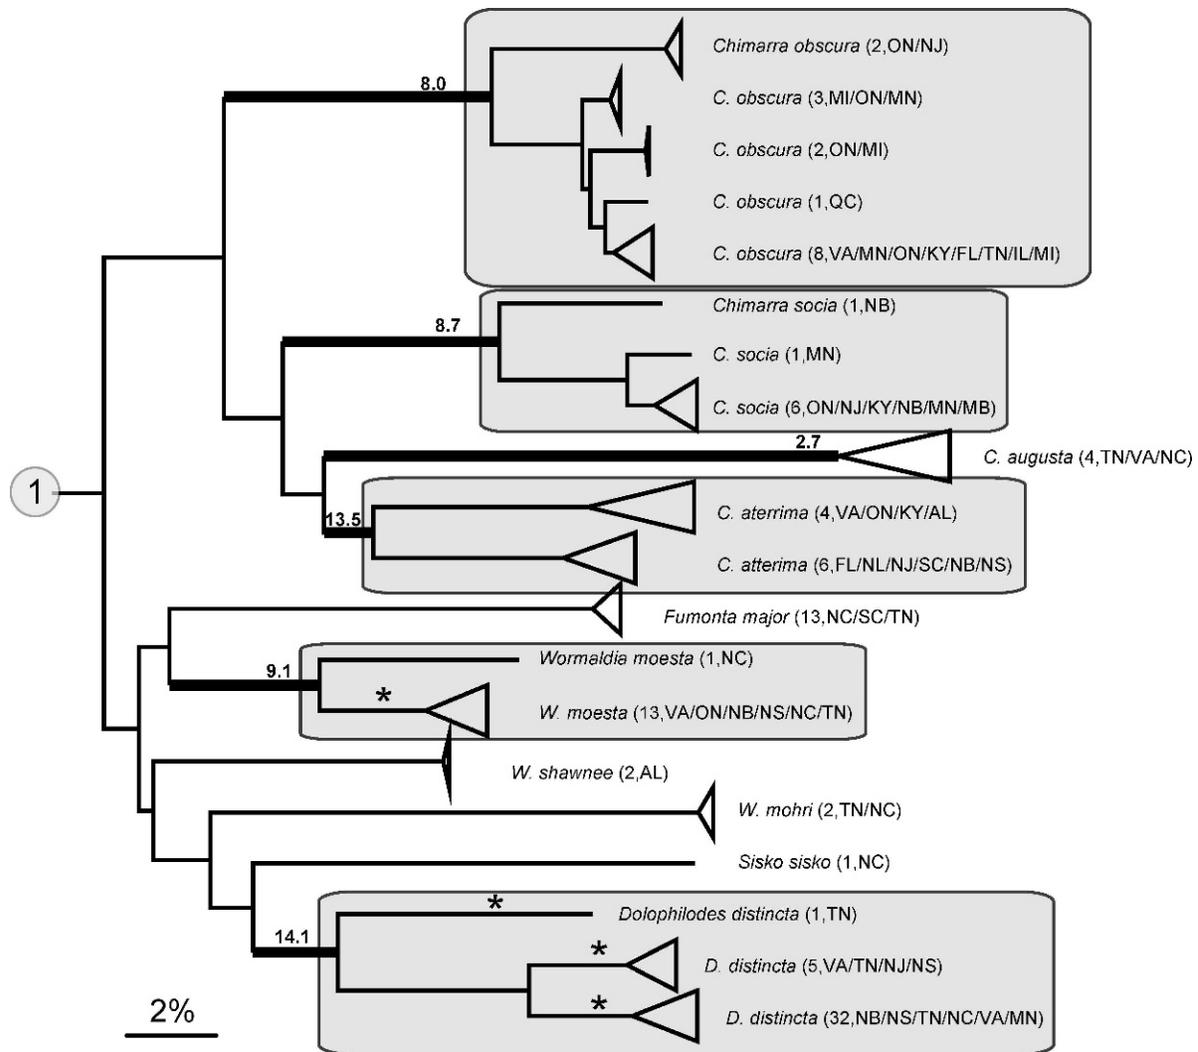 Chimarra obscura (2,ON/NJ)
8.0
C. obscura (3,MI/ON/MN)
C. obscura (2,ON/MI)
C. obscura (1,QC)
C. obscura (8,VA/MN/ON/KY/FL/TN/IL/MI)
Chimarra socia (1,NB)
8.7
C. socia (1,MN)
C. socia (6,ON/NJ/KY/NB/MN/MB)
2.7
C. augusta (4,TN/VA/NC)
1
13.5
C. aterrima (4,VA/ON/KY/AL)
C. atterima (6,FL/NL/NJ/SC/NB/NS)
Fumonta major (13,NC/SC/TN)
Wormaldia moesta (1,NC)
9.1
*
W. moesta (13,VA/ON/NB/NS/NC/TN)
W. shawnee (2,AL)
W. mohri (2,TN/NC)
Sisko sisko (1,NC)
*
Dolophilodes distincta (1,TN)
14.1
*
D. distincta (5,VA/TN/NJ/NS)
*
D. distincta (32,NB/NS/TN/NC/VA/MN)
2%